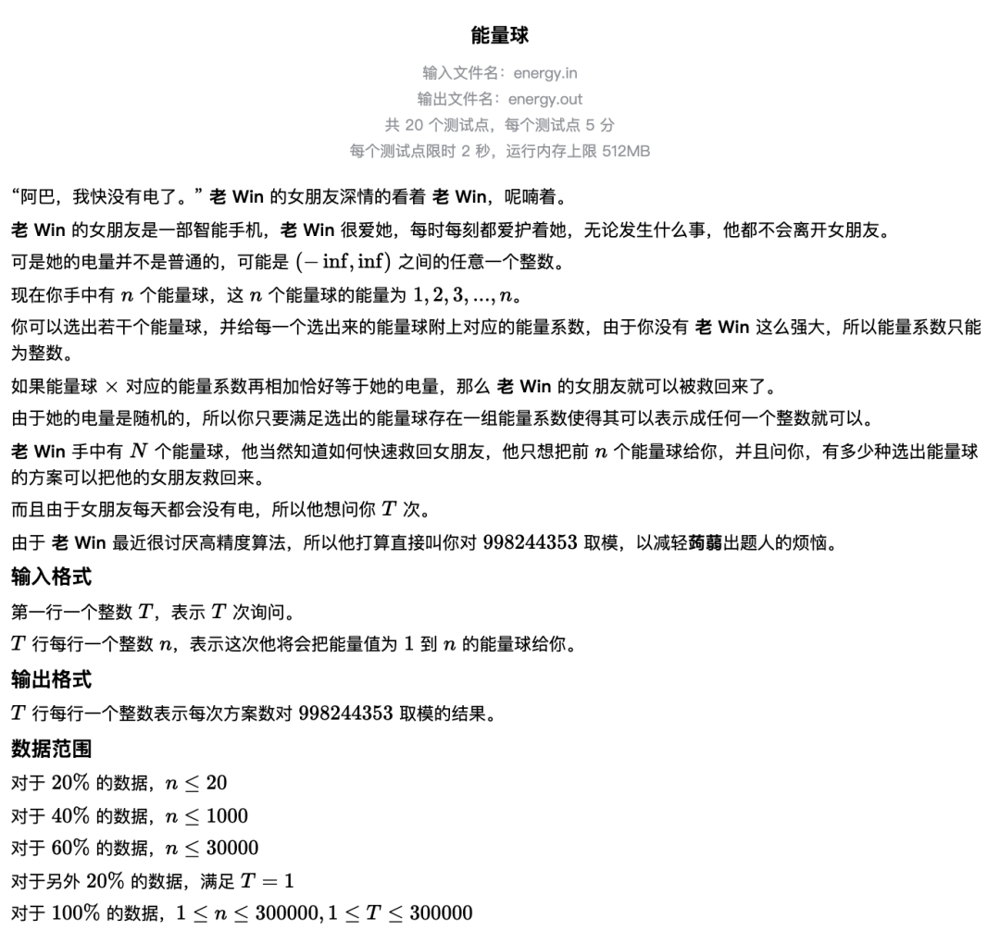 能量球
输入文件名：energy.in
输出文件名：energy.out
共 20 个测试点，每个测试点 5 分
每个测试点限时 2 秒，运行内存上限 512MB
“阿巴，我快没有电了。” 老 Win 的女朋友深情的看着 老 Win，呢喃着。
老 Win 的女朋友是一部智能手机，老 Win 很爱她，每时每刻都爱护着她，无论发生什么事，他都不会离开女朋友。
可是她的电量并不是普通的，可能是 (− inf, inf) 之间的任意一个整数。
现在你手中有 n 个能量球，这 n 个能量球的能量为 1, 2, 3, ..., n。
你可以选出若干个能量球，并给每一个选出来的能量球附上对应的能量系数，由于你没有 老 Win 这么强大，所以能量系数只能
为整数。
如果能量球 × 对应的能量系数再相加恰好等于她的电量，那么 老 Win 的女朋友就可以被救回来了。
由于她的电量是随机的，所以你只要满足选出的能量球存在一组能量系数使得其可以表示成任何一个整数就可以。
老 Win 手中有 N 个能量球，他当然知道如何快速救回女朋友，他只想把前 n 个能量球给你，并且问你，有多少种选出能量球
的方案可以把他的女朋友救回来。
而且由于女朋友每天都会没有电，所以他想问你 T 次。
由于 老 Win 最近很讨厌高精度算法，所以他打算直接叫你对 998244353 取模，以减轻蒟蒻出题人的烦恼。
输入格式
第一行一个整数 T，表示 T 次询问。
T 行每行一个整数 n，表示这次他将会把能量值为 1 到 n 的能量球给你。
输出格式
T 行每行一个整数表示每次方案数对 998244353 取模的结果。
数据范围
对于 20% 的数据，n ≤ 20
对于 40% 的数据，n ≤ 1000
对于 60% 的数据，n ≤ 30000
对于另外 20% 的数据，满足 T = 1
对于 100% 的数据，1 ≤ n ≤ 300000, 1 ≤ T ≤ 300000